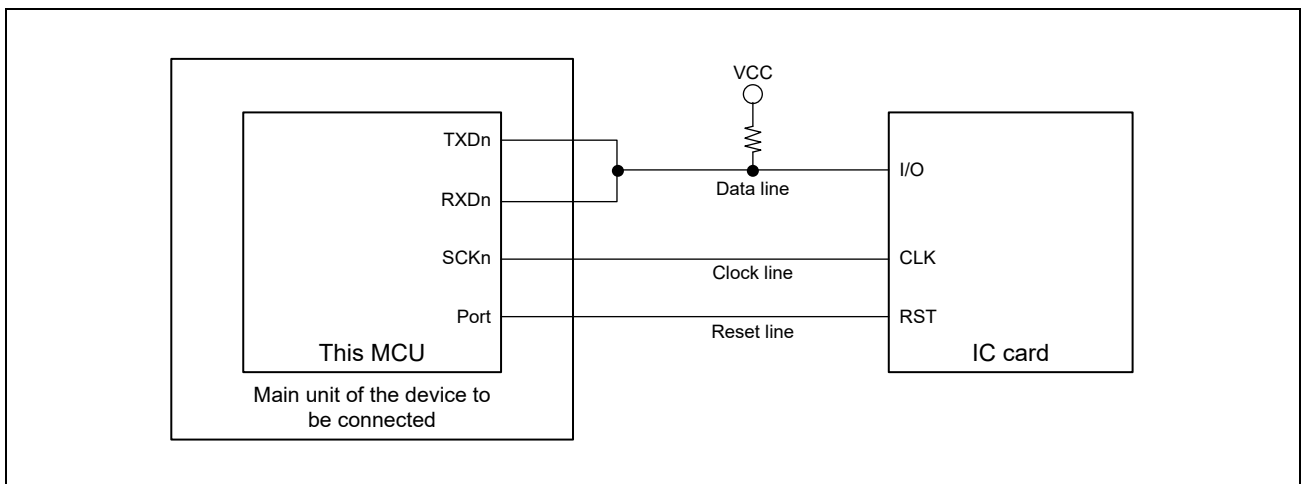 VCC
TXDn
RXDn
SCKn
Port
This MCU
Main unit of the device to
be connected
Data line
Clock line
Reset line
I/O
CLK
RST
IC card